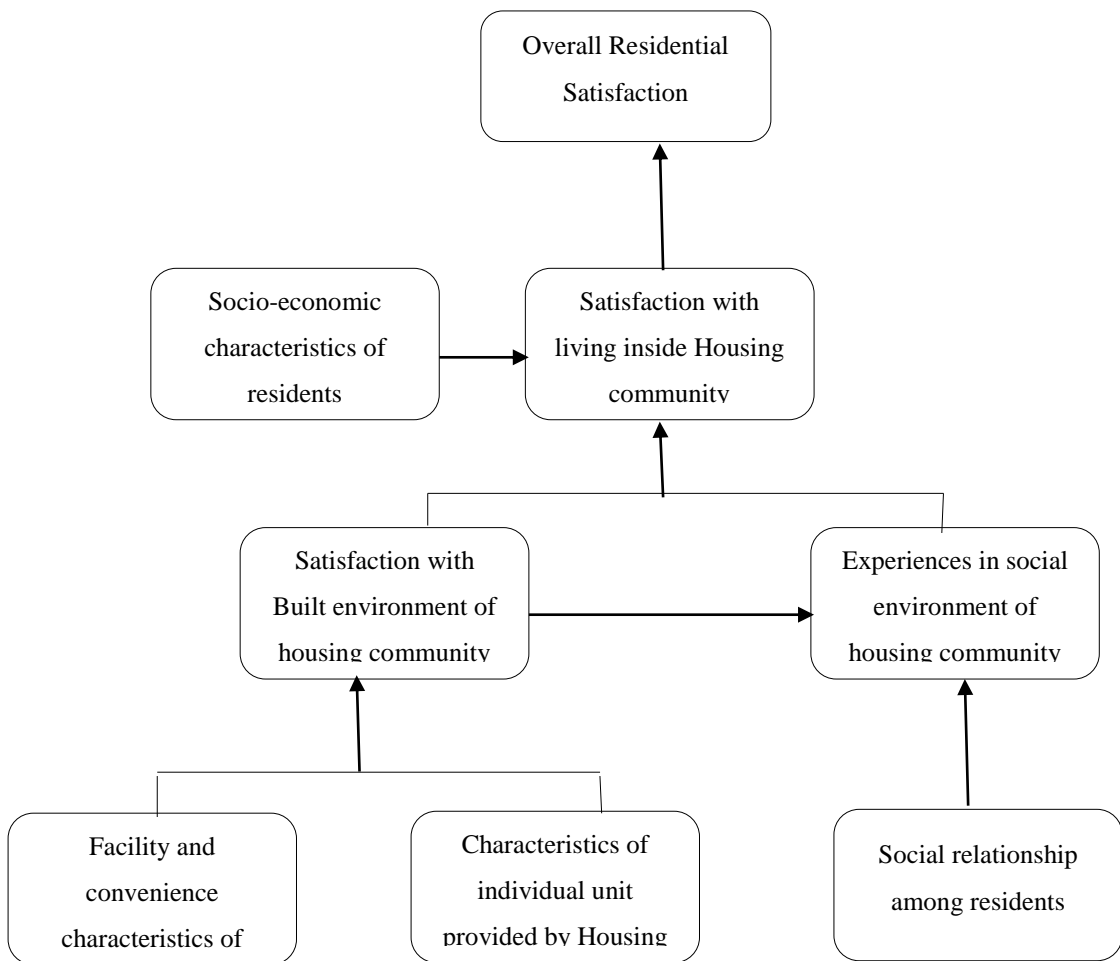 Overall Residential
Satisfaction
Socio-economic
characteristics of
residents
Satisfaction with
living inside Housing
community
Satisfaction with
Built environment of
housing community
Experiences in social
environment of
housing community
Facility and
convenience
characteristics of
Characteristics of
individual unit
provided by Housing
Social relationship
among residents